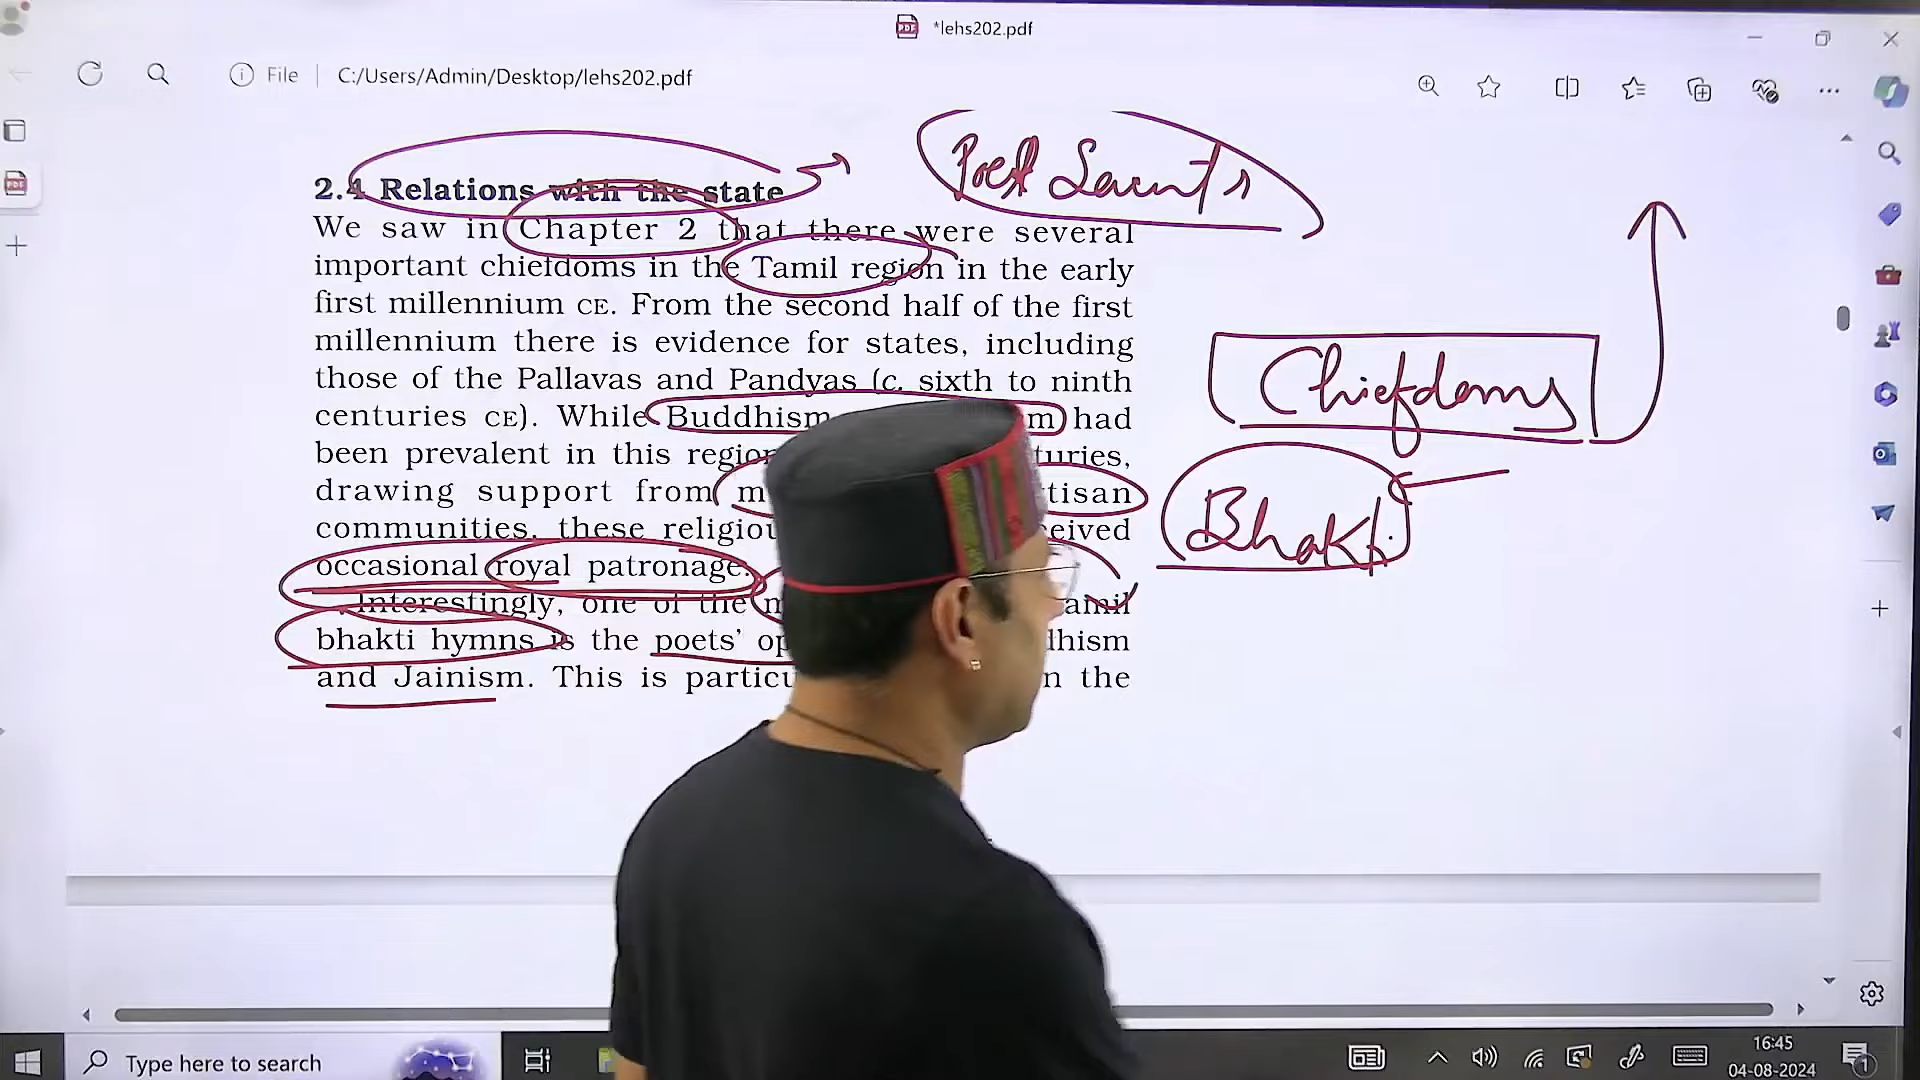 *lehs202.pdf
File | C:/Users/Admin/Desktop/lehs202.pdf
Poet Saints
2.4 Relations with the state
We saw in Chapter 2 that there were several
important chiefdoms in the Tamil region in the early
first millennium CE. From the second half of the first
millennium there is evidence for states, including
those of the Pallavas and Pandyas (c. sixth to ninth
centuries CE). While Buddhism m had
been prevalent in this region turies,
drawing support from m tisan
communities, these religiou eived
occasional royal patronage.
Interestingly, one of the m amil
bhakti hymns is the poets' op dhism
and Jainism. This is particu n the
Chiefdoms
Bhakti
Type here to search
16:45
04-08-2024
1